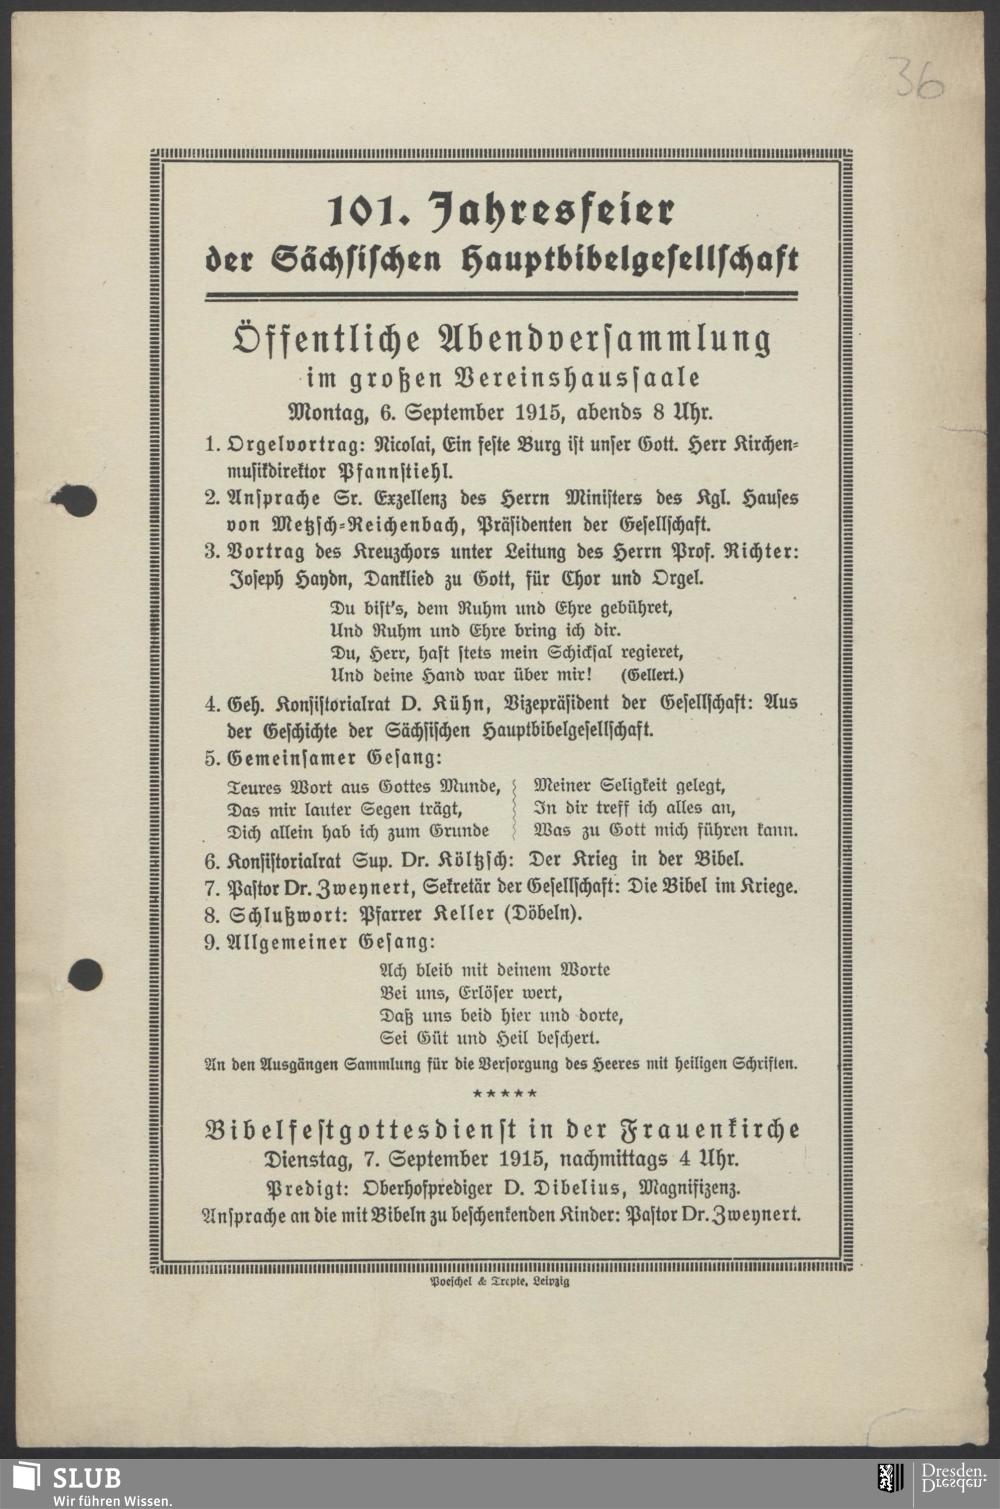 36
101. Jahresfeier
der Sächsischen Hauptbibelgesellschaft
Öffentliche Abendversammlung
im großen Vereinshaussaale
Montag, 6. September 1915, abends 8 Uhr.
1. Orgelvortrag: Nicolai, Ein feste Burg ist unser Gott. Herr Kirchen-
musikdirektor Pfannstiehl.
2. Ansprache Sr. Exzellenz des Herrn Ministers des Kgl. Hauses
von Metzsch-Reichenbach, Präsidenten der Gesellschaft.
3. Vortrag des Kreuzchors unter Leitung des Herrn Prof. Richter:
Joseph Haydn, Danklied zu Gott, für Chor und Orgel.
Du bist's, dem Ruhm und Ehre gebühret,
Und Ruhm und Ehre bring ich dir.
Du, Herr, hast stets mein Schicksal regieret,
Und deine Hand war über mir! (Gellert.)
4. Geh. Konsistorialrat D. Kühn, Vizepräsident der Gesellschaft: Aus
der Geschichte der Sächsischen Hauptbibelgesellschaft.
5. Gemeinsamer Gesang:
Teures Wort aus Gottes Munde,
Das mir lauter Segen trägt,
Dich allein hab ich zum Grunde
Meiner Seligkeit gelegt,
In dir treff ich alles an,
Was zu Gott mich führen kann.
6. Konsistorialrat Sup. Dr. Költzsch: Der Krieg in der Bibel.
7. Pastor Dr. Zweynert, Sekretär der Gesellschaft: Die Bibel im Kriege.
8. Schlußwort: Pfarrer Keller (Döbeln).
9. Allgemeiner Gesang:
Ach bleib mit deinem Worte
Bei uns, Erlöser wert,
Daß uns beid hier und dorte,
Sei Güt und Heil beschert.
An den Ausgängen Sammlung für die Versorgung des Heeres mit heiligen Schriften.
*****
Bibelfestgottesdienst in der Frauenkirche
Dienstag, 7. September 1915, nachmittags 4 Uhr.
Predigt: Oberhofprediger D. Dibelius, Magnifizenz.
Ansprache an die mit Bibeln zu beschenkenden Kinder: Pastor Dr. Zweynert.
Poeschel & Trepte, Leipzig
SLUB
Wir führen Wissen.
Dresden.
Dresden.